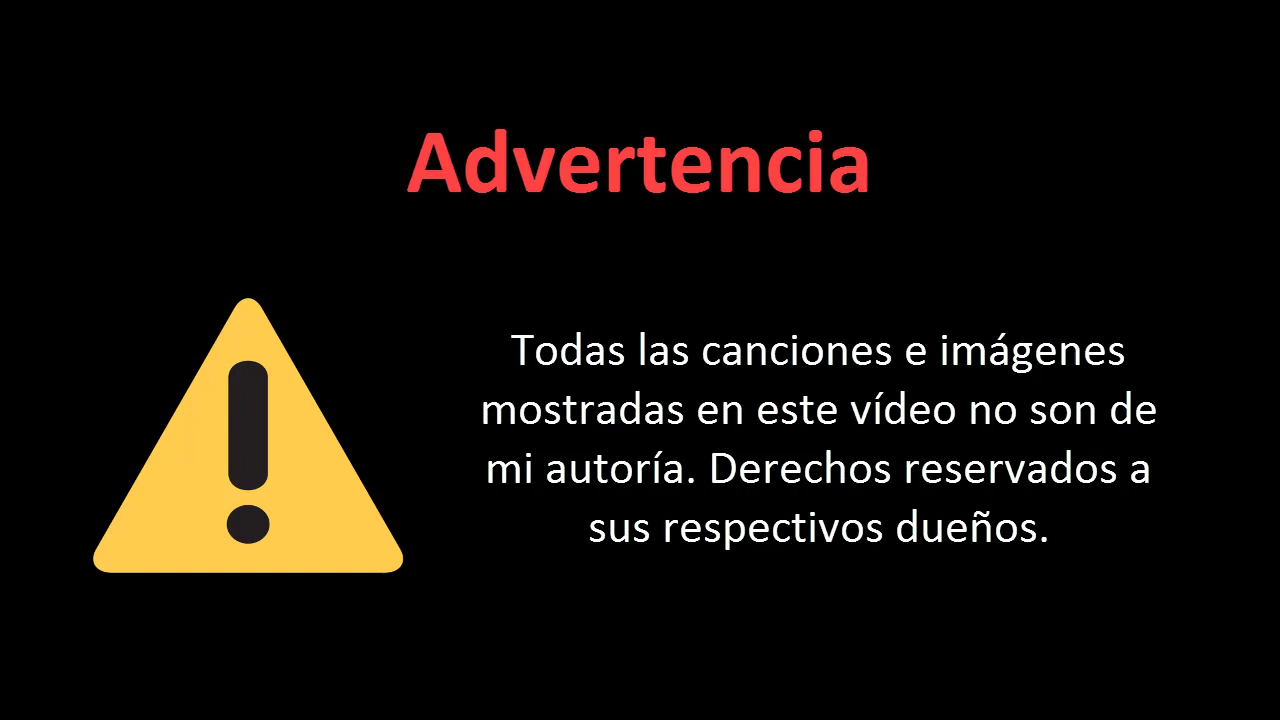 Advertencia
Todas las canciones e imágenes
mostradas en este vídeo no son de
mi autoría. Derechos reservados a
sus respectivos dueños.